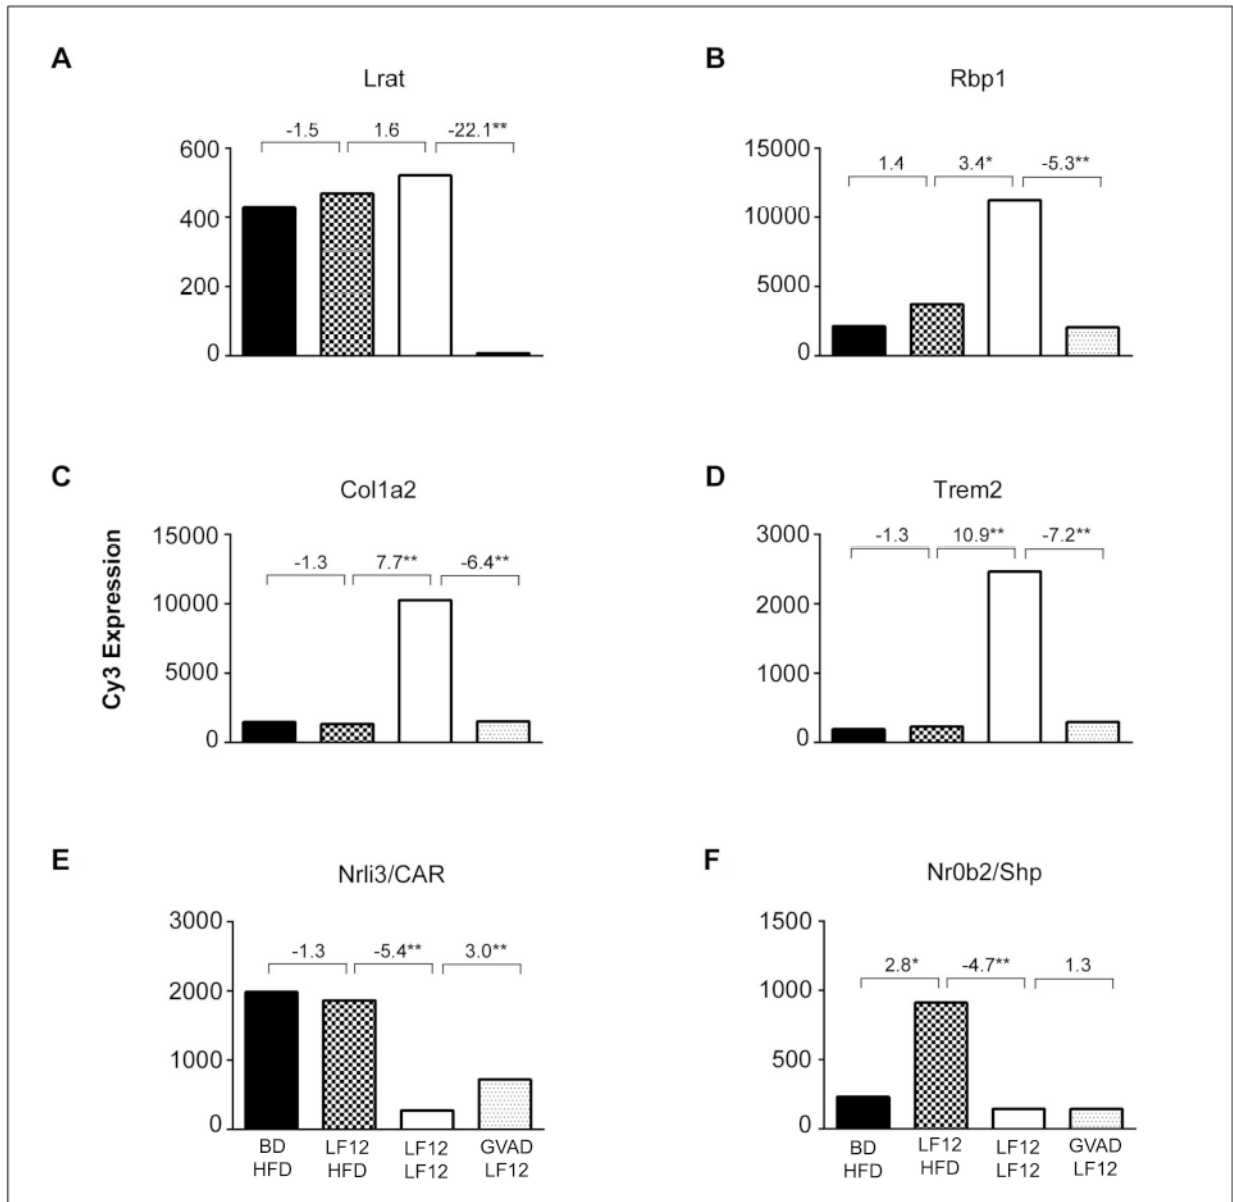 A
Lrat
-1.5 1.6 -22.1**
600
400
200
0
B
Rbp1
1.4 3.4* -5.3**
15000
10000
5000
0
C
Col1a2
-1.3 7.7** -6.4**
15000
10000
5000
0
Cy3 Expression
D
Trem2
-1.3 10.9** -7.2**
3000
2000
1000
0
E
Nrli3/CAR
-1.3 -5.4** 3.0**
3000
2000
1000
0
BD LF12 LF12 GVAD
HFD HFD LF12 LF12
F
Nr0b2/Shp
2.8* -4.7** 1.3
1500
1000
500
0
BD LF12 LF12 GVAD
HFD HFD LF12 LF12